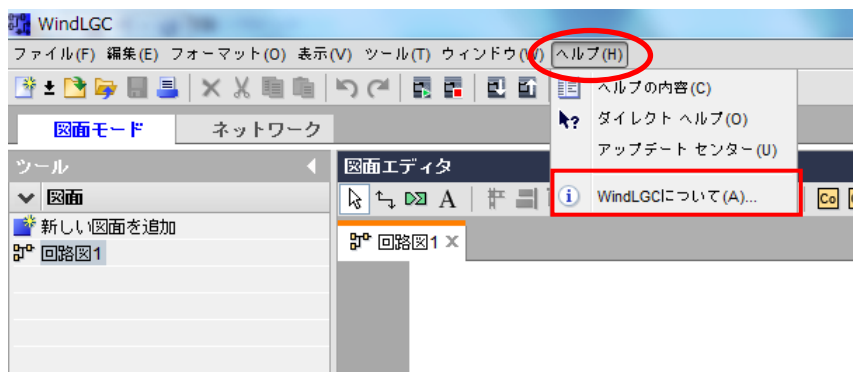 WindLGC
ファイル(F) 編集(E) フォーマット(O) 表示(V) ツール(T) ウィンドウ(W) ヘルプ(H)
ヘルプの内容(C)
ダイレクト ヘルプ(O)
アップデート センター(U)
WindLGCについて(A)...
図面モード ネットワーク
ツール
図面
新しい図面を追加
回路図1
図面エディタ
A
Co
回路図1